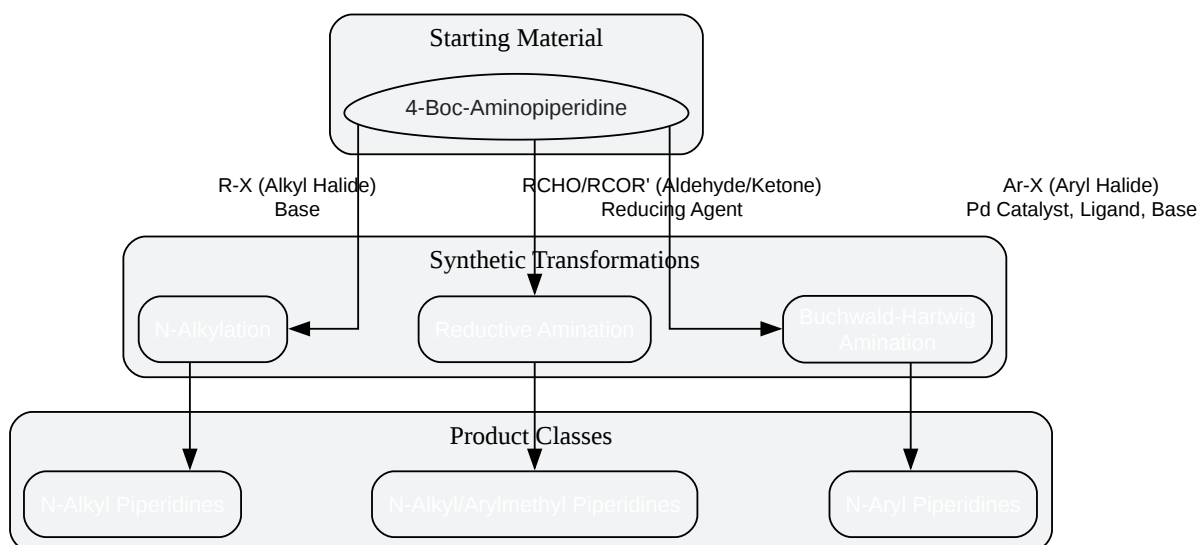 Starting Material
4-Boc-Aminopiperidine
R-X (Alkyl Halide)
Base
RCHO/RCOR' (Aldehyde/Ketone)
Reducing Agent
Ar-X (Aryl Halide)
Pd Catalyst, Ligand, Base
Synthetic Transformations
N-Alkylation
Reductive Amination
Buchwald-Hartwig
Amination
Product Classes
N-Alkyl Piperidines
N-Alkyl/Arylmethyl Piperidines
N-Aryl Piperidines